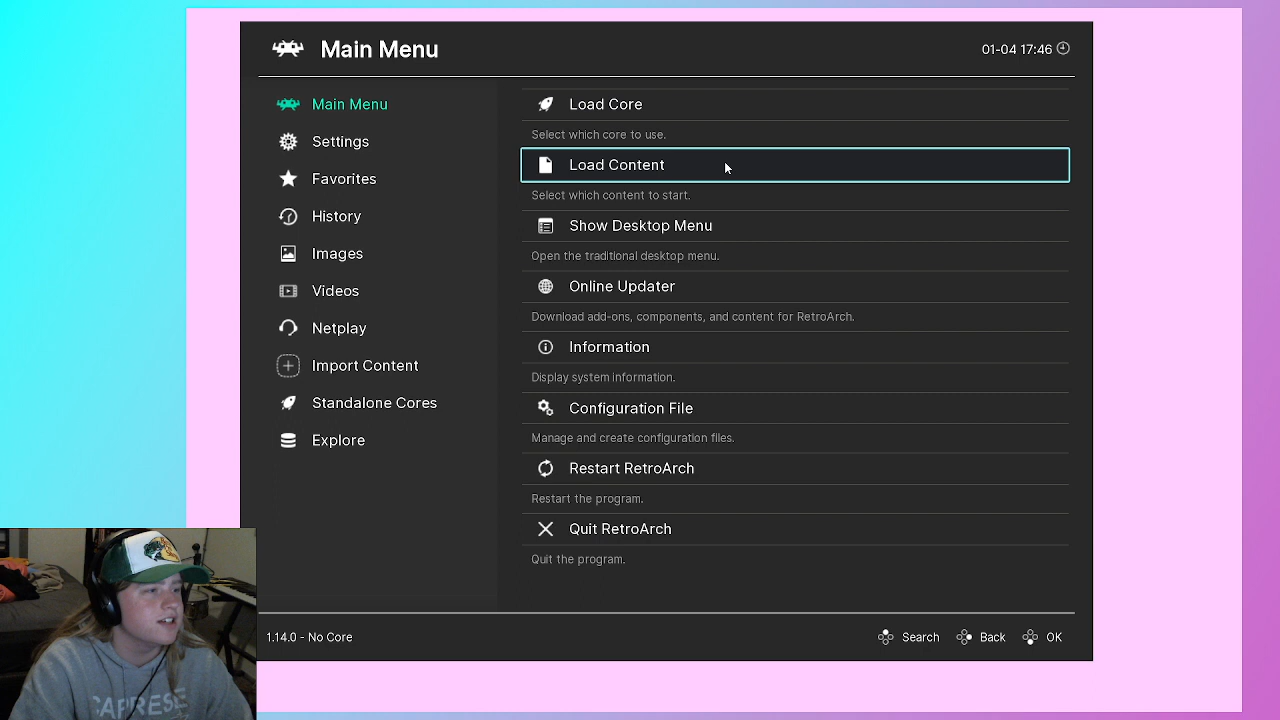 Main Menu
01-04 17:46
Main Menu
Settings
Favorites
History
Images
Videos
Netplay
Import Content
Standalone Cores
Explore
Load Core
Select which core to use.
Load Content
Select which content to start.
Show Desktop Menu
Open the traditional desktop menu.
Online Updater
Download add-ons, components, and content for RetroArch.
Information
Display system information.
Configuration File
Manage and create configuration files.
Restart RetroArch
Restart the program.
Quit RetroArch
Quit the program.
1.14.0 - No Core
Search
Back
OK